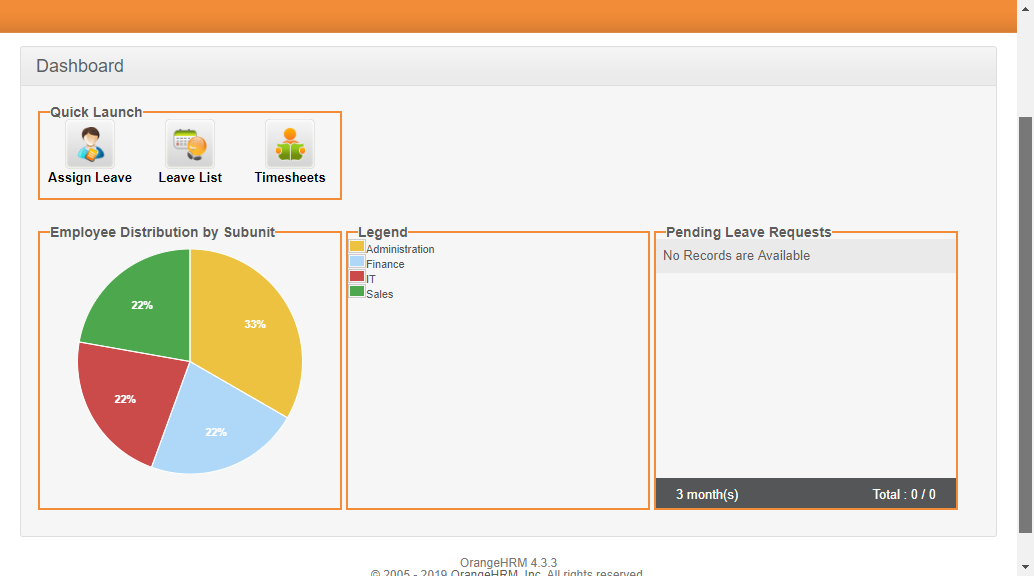 Dashboard
Quick Launch
Assign Leave
Leave List
Timesheets
Employee Distribution by Subunit
33%
22%
22%
22%
Legend
Administration
Finance
IT
Sales
Pending Leave Requests
No Records are Available
3 month(s)
Total : 0 / 0
OrangeHRM 4.3.3
© 2005 - 2019 OrangeHRM, Inc. All rights reserved.